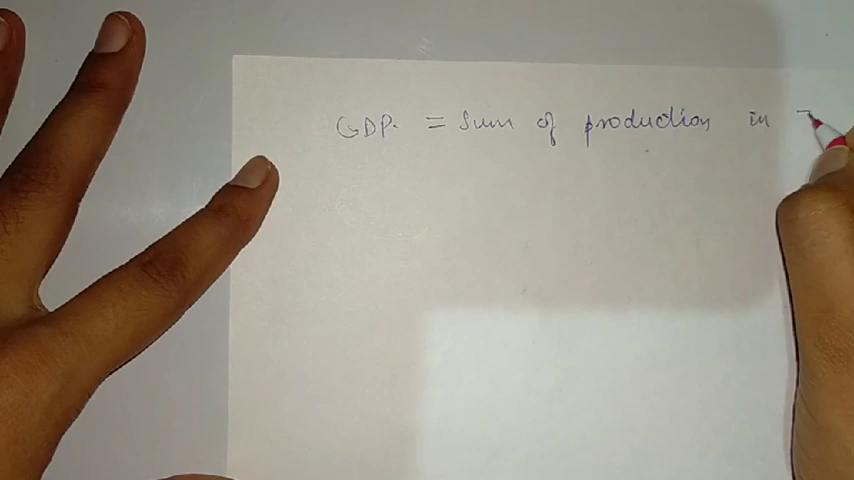 GDP. = Sum of production in